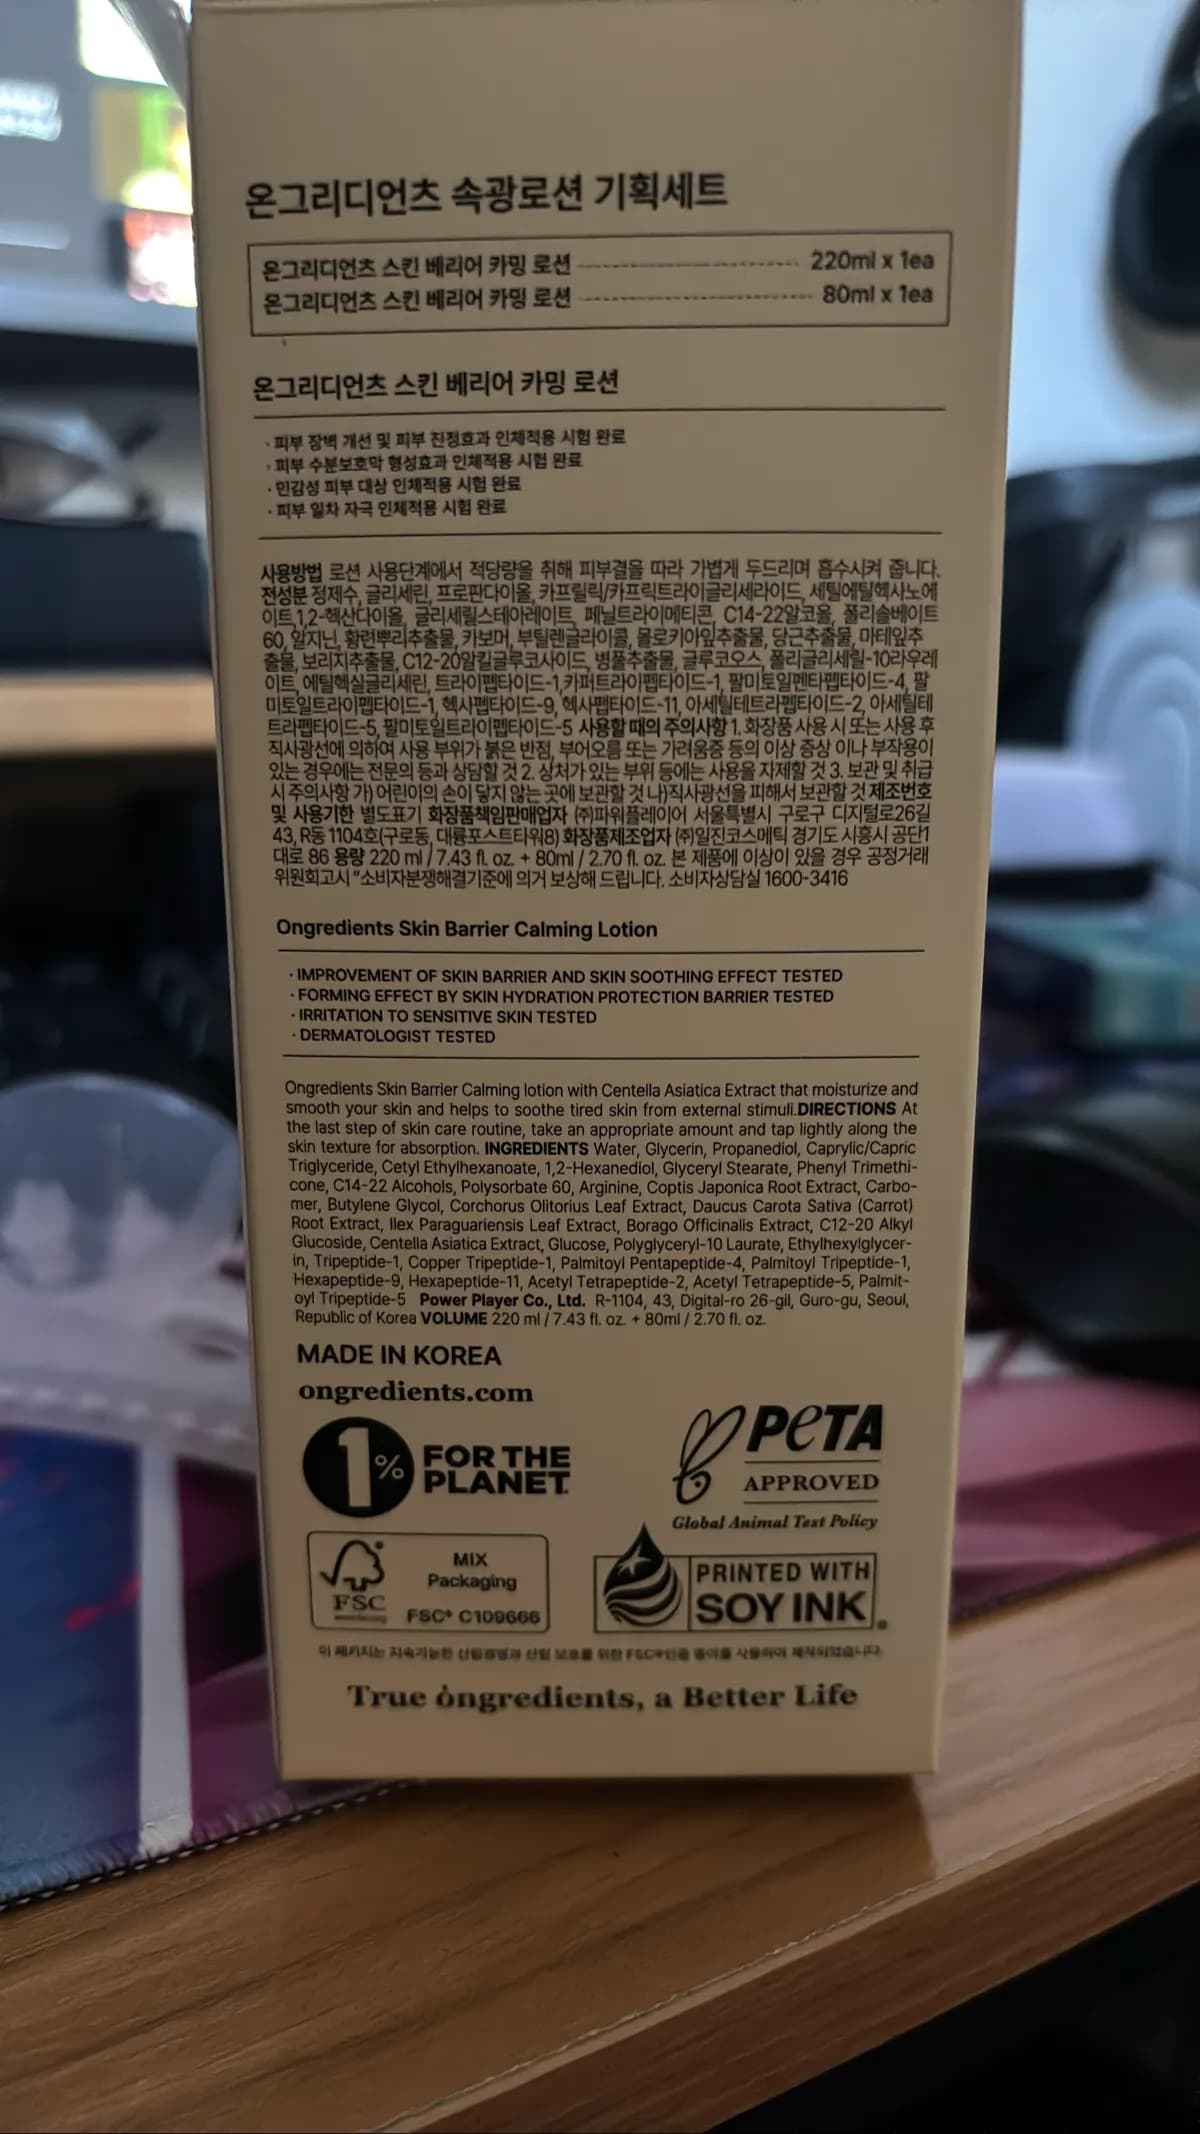 온그리디언츠 속광로션 기획세트
온그리디언츠 스킨 베리어 카밍 로션 220ml x 1ea
온그리디언츠 스킨 베리어 카밍 로션 80ml x 1ea
온그리디언츠 스킨 베리어 카밍 로션
· 피부 장벽 개선 및 피부 진정효과 인체적용 시험 완료
· 피부 수분보호막 형성효과 인체적용 시험 완료
· 민감성 피부 대상 인체적용 시험 완료
· 피부 일차 자극 인체적용 시험 완료
사용방법 로션 사용단계에서 적당량을 취해 피부결을 따라 가볍게 두드리며 흡수시켜 줍니다.
전성분 정제수, 글리세린, 프로판다이올, 카프릴릭/카프릭트라이글리세라이드, 세틸에틸헥사노에
이트, 1,2-헥산다이올, 글리세릴스테아레이트, 페닐트라이메티콘, C14-22알코올, 폴리솔베이트
60, 알지닌, 황련뿌리추출물, 카보머, 부틸렌글라이콜, 몰로키아잎추출물, 당근추출물, 마테잎추
출물, 보리지추출물, C12-20알킬글루코사이드, 병풀추출물, 글루코오스, 폴리글리세릴-10라우레
이트, 에틸헥실글리세린, 트라이펩타이드-1, 카퍼트라이펩타이드-1, 팔미토일펜타펩타이드-4, 팔
미토일트라이펩타이드-1, 헥사펩타이드-9, 헥사펩타이드-11, 아세틸테트라펩타이드-2, 아세틸테
트라펩타이드-5, 팔미토일트라이펩타이드-5 사용할 때의 주의사항 1. 화장품 사용 시 또는 사용 후
직사광선에 의하여 사용 부위가 붉은 반점, 부어오름 또는 가려움증 등의 이상 증상 이나 부작용이
있는 경우에는 전문의 등과 상담할 것 2. 상처가 있는 부위 등에는 사용을 자제할 것 3. 보관 및 취급
시 주의사항 가) 어린이의 손이 닿지 않는 곳에 보관할 것 나)직사광선을 피해서 보관할 것 제조번호
및 사용기한 별도표기 화장품책임판매업자 ㈜파워플레이어 서울특별시 구로구 디지털로26길
43, R동 1104호(구로동, 대륭포스트타워8) 화장품제조업자 ㈜일진코스메틱 경기도 시흥시 공단1
대로 86 용량 220 ml / 7.43 fl. oz. + 80ml / 2.70 fl. oz. 본 제품에 이상이 있을 경우 공정거래
위원회고시 "소비자분쟁해결기준에 의거 보상해 드립니다. 소비자상담실 1600-3416
Ongredients Skin Barrier Calming Lotion
· IMPROVEMENT OF SKIN BARRIER AND SKIN SOOTHING EFFECT TESTED
· FORMING EFFECT BY SKIN HYDRATION PROTECTION BARRIER TESTED
· IRRITATION TO SENSITIVE SKIN TESTED
· DERMATOLOGIST TESTED
Ongredients Skin Barrier Calming lotion with Centella Asiatica Extract that moisturize and
smooth your skin and helps to soothe tired skin from external stimuli.DIRECTIONS At
the last step of skin care routine, take an appropriate amount and tap lightly along the
skin texture for absorption. INGREDIENTS Water, Glycerin, Propanediol, Caprylic/Capric
Triglyceride, Cetyl Ethylhexanoate, 1,2-Hexanediol, Glyceryl Stearate, Phenyl Trimethi-
cone, C14-22 Alcohols, Polysorbate 60, Arginine, Coptis Japonica Root Extract, Carbo-
mer, Butylene Glycol, Corchorus Olitorius Leaf Extract, Daucus Carota Sativa (Carrot)
Root Extract, Ilex Paraguariensis Leaf Extract, Borago Officinalis Extract, C12-20 Alkyl
Glucoside, Centella Asiatica Extract, Glucose, Polyglyceryl-10 Laurate, Ethylhexylglycer-
in, Tripeptide-1, Copper Tripeptide-1, Palmitoyl Pentapeptide-4, Palmitoyl Tripeptide-1,
Hexapeptide-9, Hexapeptide-11, Acetyl Tetrapeptide-2, Acetyl Tetrapeptide-5, Palmit-
oyl Tripeptide-5 Power Player Co., Ltd. R-1104, 43, Digital-ro 26-gil, Guro-gu, Seoul,
Republic of Korea VOLUME 220 ml / 7.43 fl. oz. + 80ml / 2.70 fl. oz.
MADE IN KOREA
ongredients.com
1% FOR THE
PLANET.
PeTA
APPROVED
Global Animal Test Policy
FSC
MIX
Packaging
FSC® C109666
PRINTED WITH
SOY INK
이 패키지는 지속가능한 산림경영과 산림 보호를 위한 FSC®인증 종이를 사용하여 제작되었습니다.
True ongredients, a Better Life